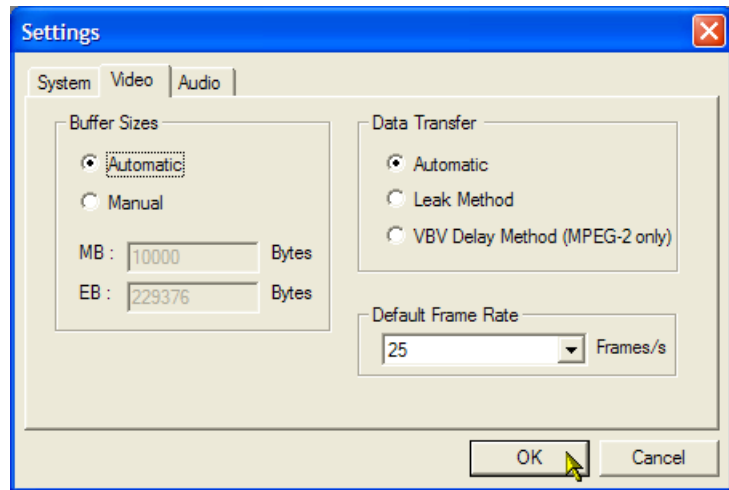 Settings
System Video Audio
Buffer Sizes
Automatic
Manual
MB : 10000 Bytes
EB : 229376 Bytes
Data Transfer
Automatic
Leak Method
VBV Delay Method (MPEG-2 only)
Default Frame Rate
25 Frames/s
OK Cancel